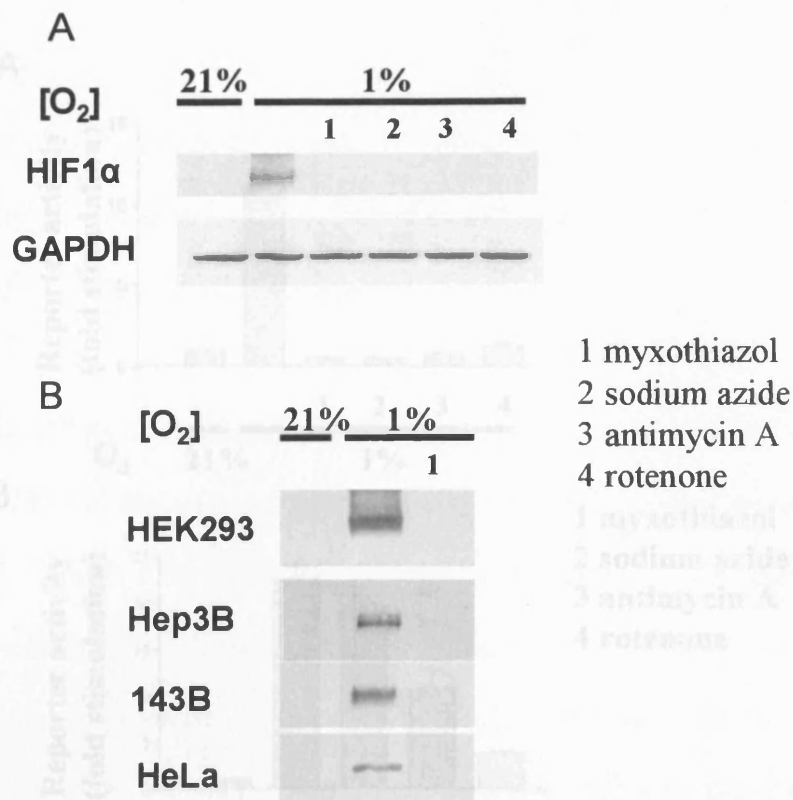 A
21% 1%
[O₂]
1 2 3 4
HIF1α
GAPDH
1 myxothiazol
2 sodium azide
3 antimycin A
4 rotenone
B
[O₂] 21% 1%
1
HEK293
Hep3B
143B
HeLa